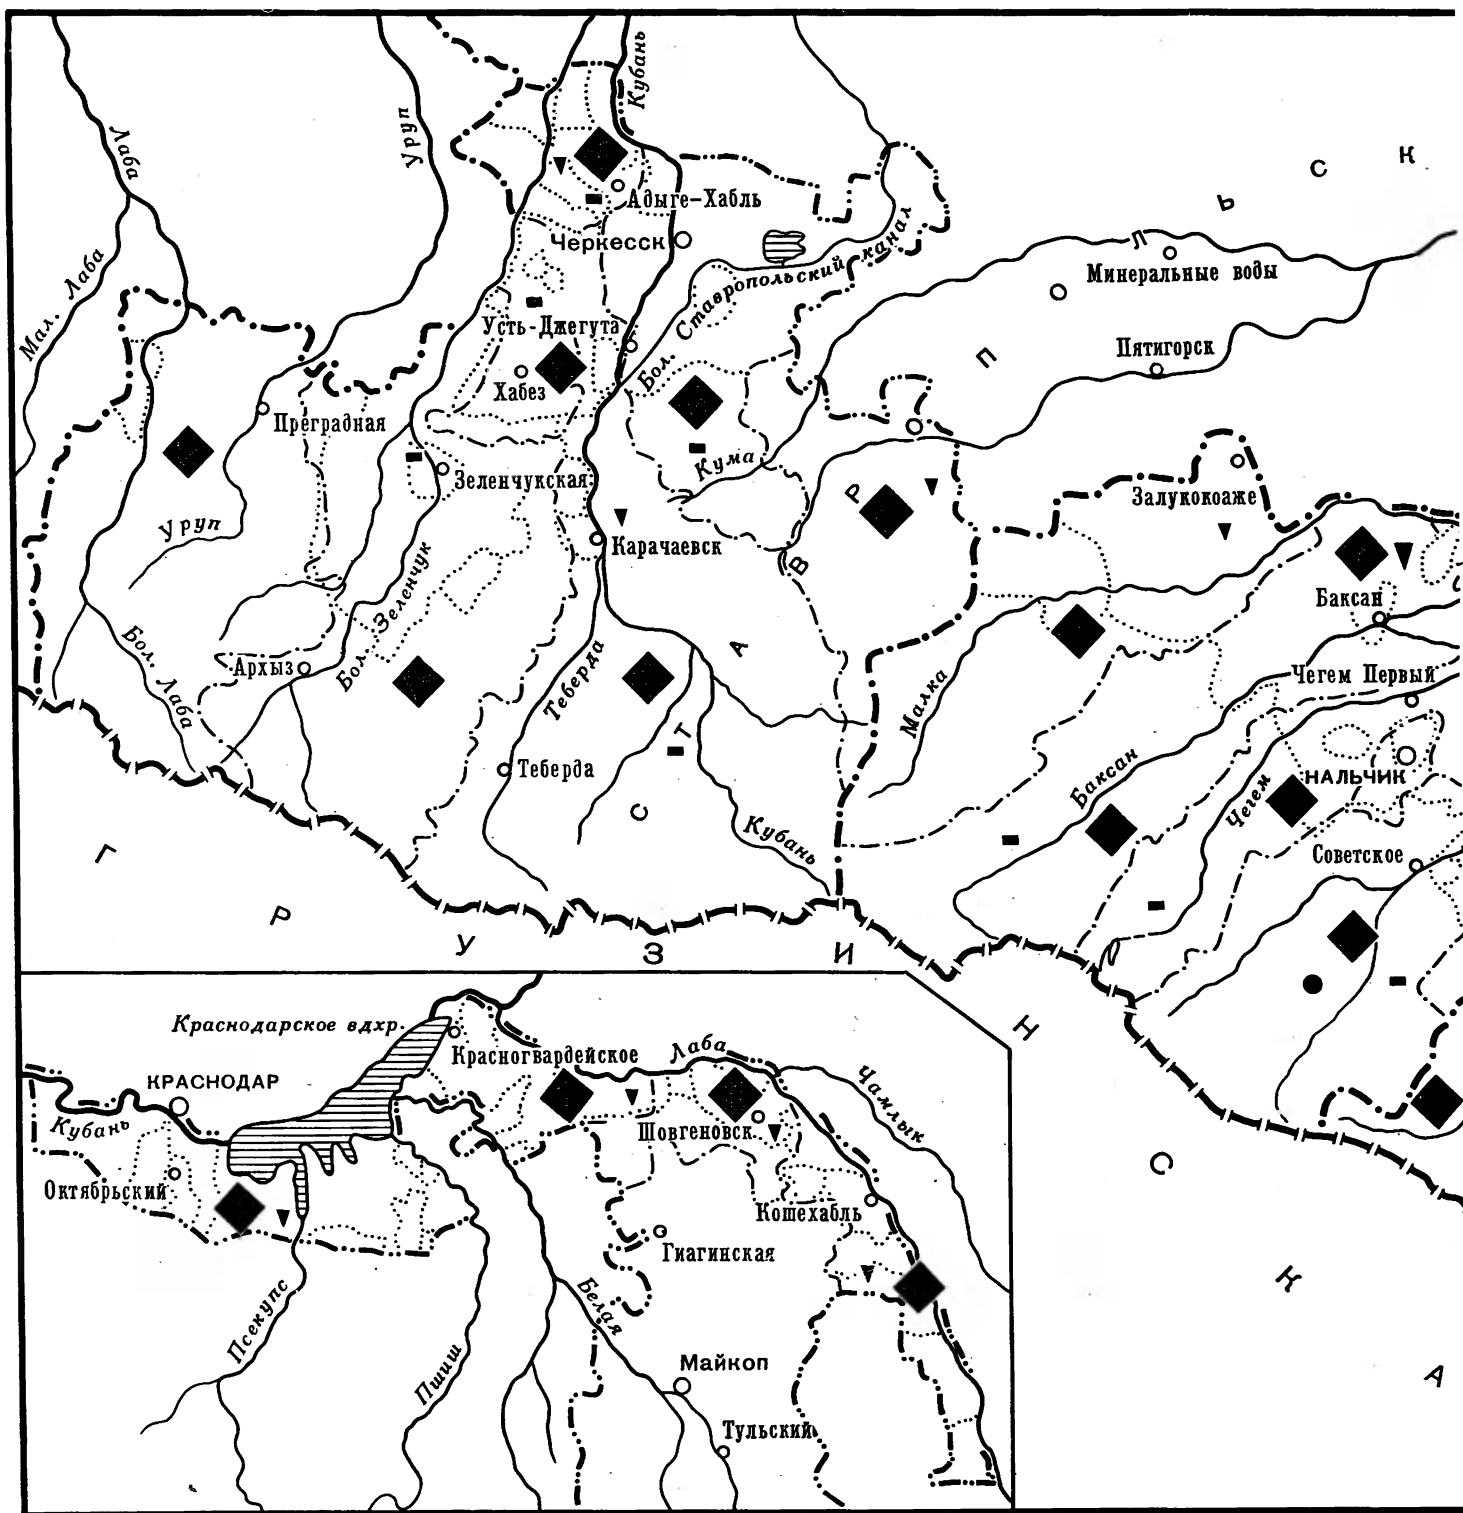 Кубань
Лаба
Уруп
Адыге-Хабль
Черкесск
Мал. Лаба
Бол. Ставропольский канал
Минеральные воды
Усть-Джегута
Пятигорск
Хабез
Преградная
Кума
Зеленчукская
Залукокоаже
Уруп
Карачаевск
Баксан
Бол. Зеленчук
Бол. Лаба
Архыз
Теберда
Малка
Чегем Первый
Теберда
Баксан
Чегем
НАЛЬЧИК
Кубань
Советское
С Т А В Р О П Л Ь С К
Г Р У З И Н С К А
Краснодарское вдхр.
Красногвардейское
Лаба
Чамлык
КРАСНОДАР
Кубань
Шовгеновск.
Октябрьский
Кошехабль
Гиагинская
Псекупс
Белая
Пшиш
Майкоп
Тульский